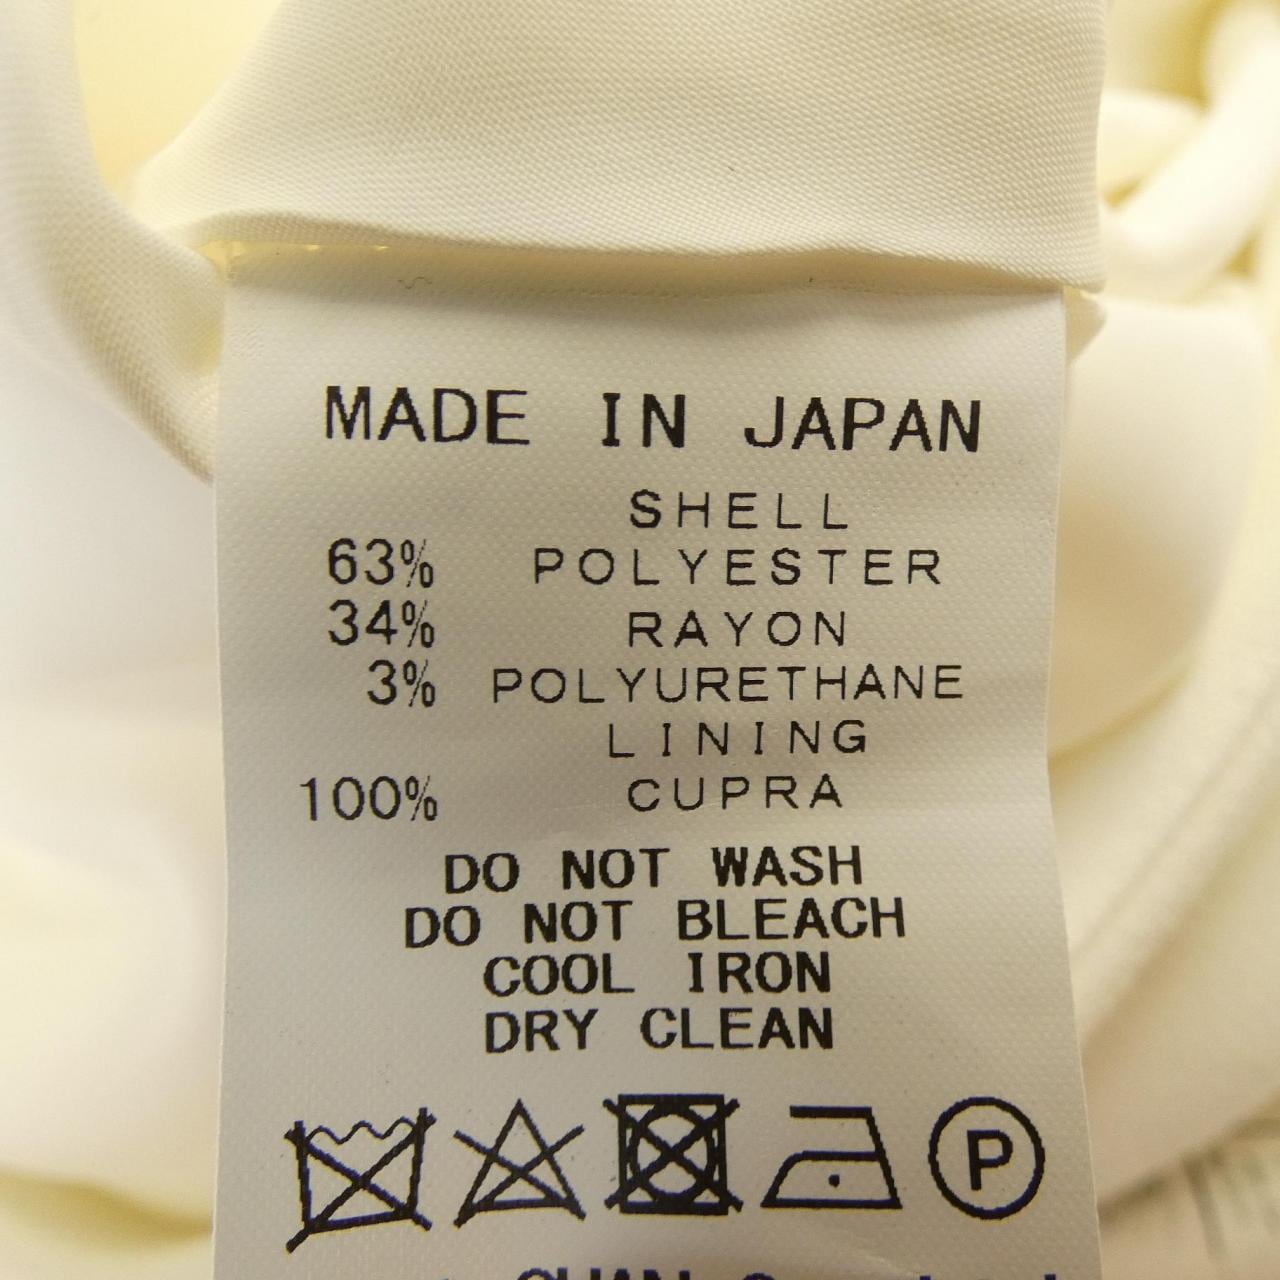 MADE IN JAPAN
SHELL
63% POLYESTER
34% RAYON
3% POLYURETHANE
LINING
100% CUPRA
DO NOT WASH
DO NOT BLEACH
COOL IRON
DRY CLEAN
P